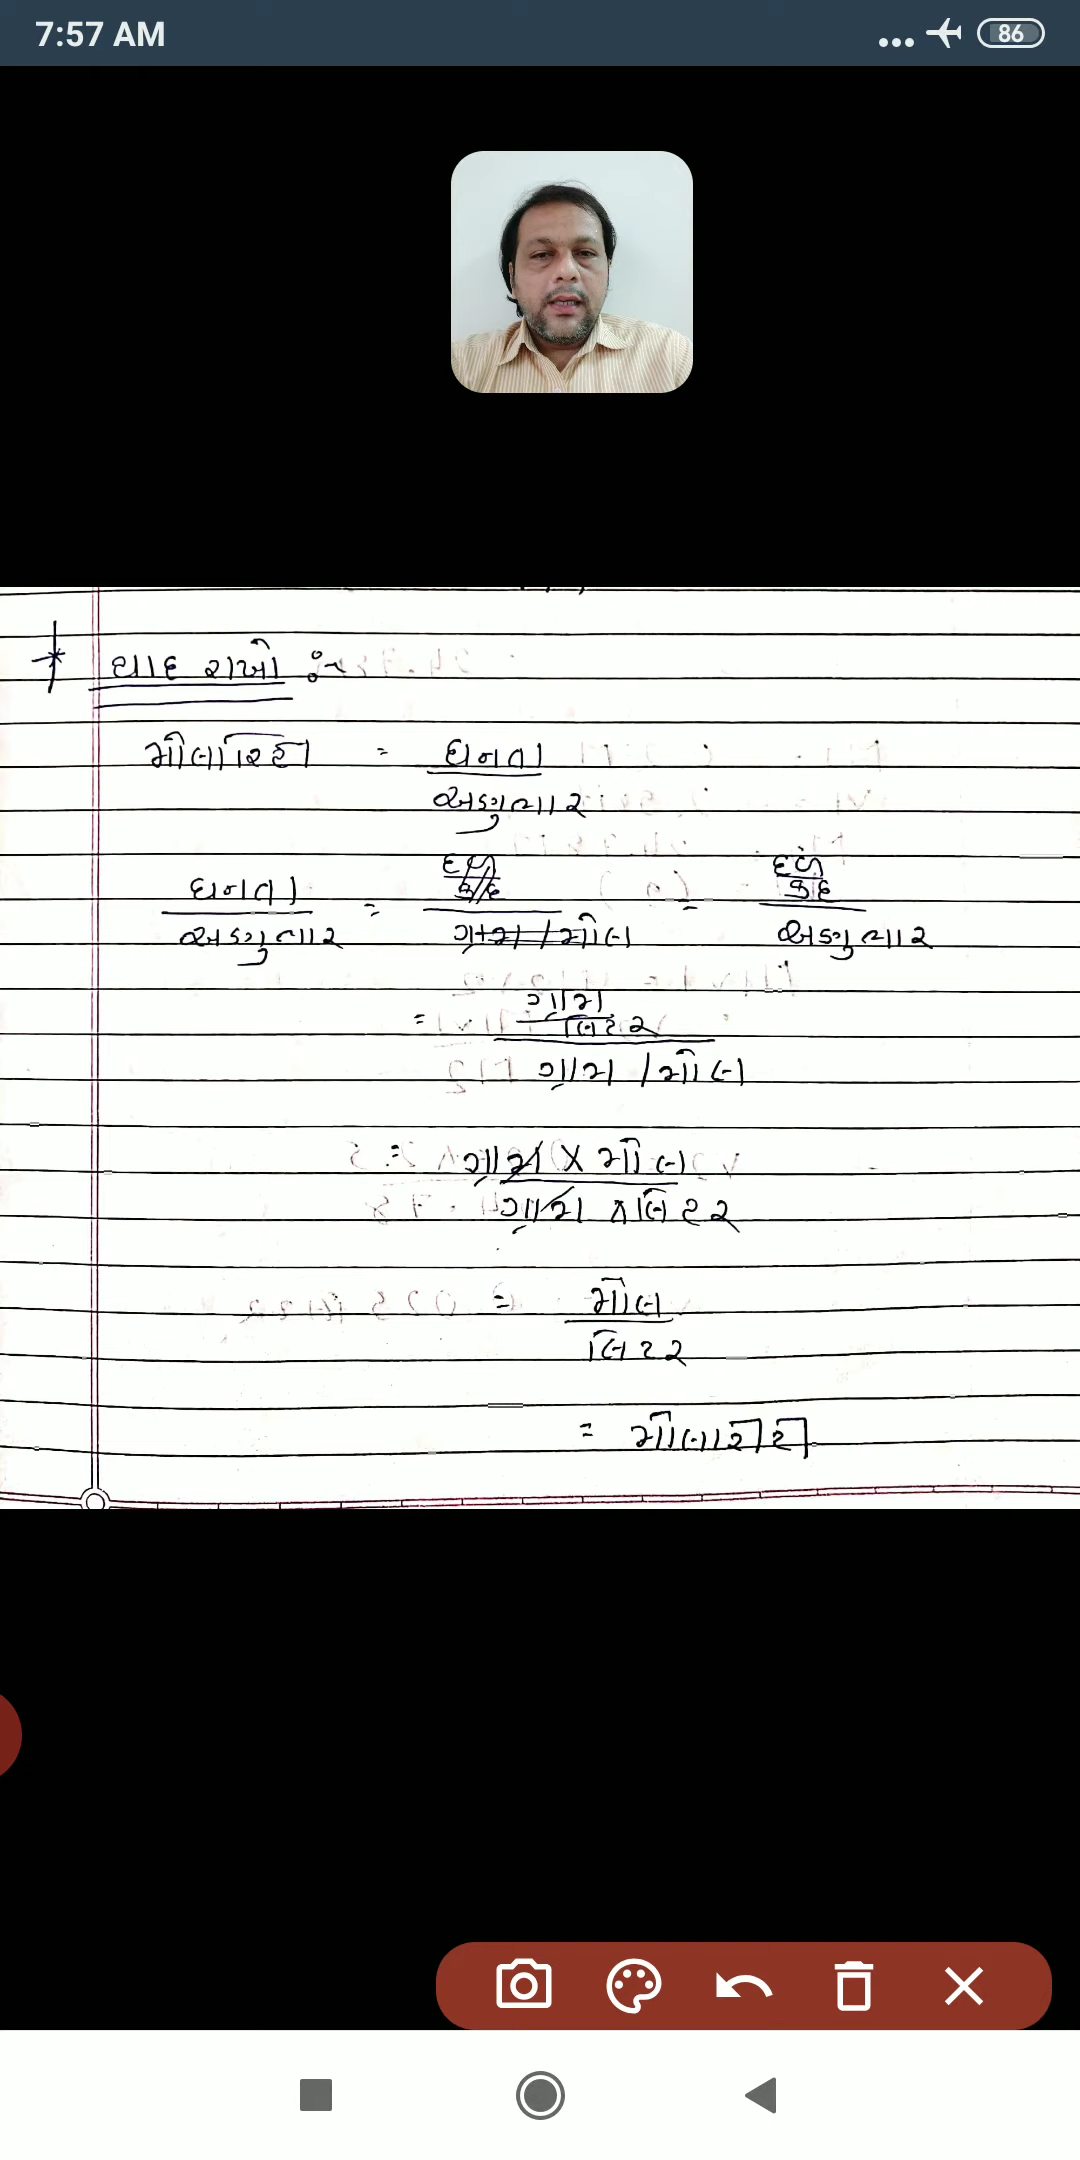 7:57 AM
86
યાદ રાખો :-
મોલારિટી = ઘનતા
અણુભાર
દળ દળ
કદ કદ
ઘનતા = =
અણુભાર ગ્રામ / મોલ અણુભાર
ગ્રામ
= લિટર
ગ્રામ / મોલ
= ગ્રામ X મોલ
ગ્રામ X લિટર
= મોલ
લિટર
= મોલારીટી